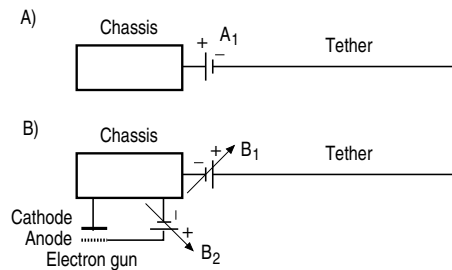 A)
Chassis
+ A1 −
Tether
B)
Chassis
− + B1
Tether
Cathode
Anode
− + B2
Electron gun